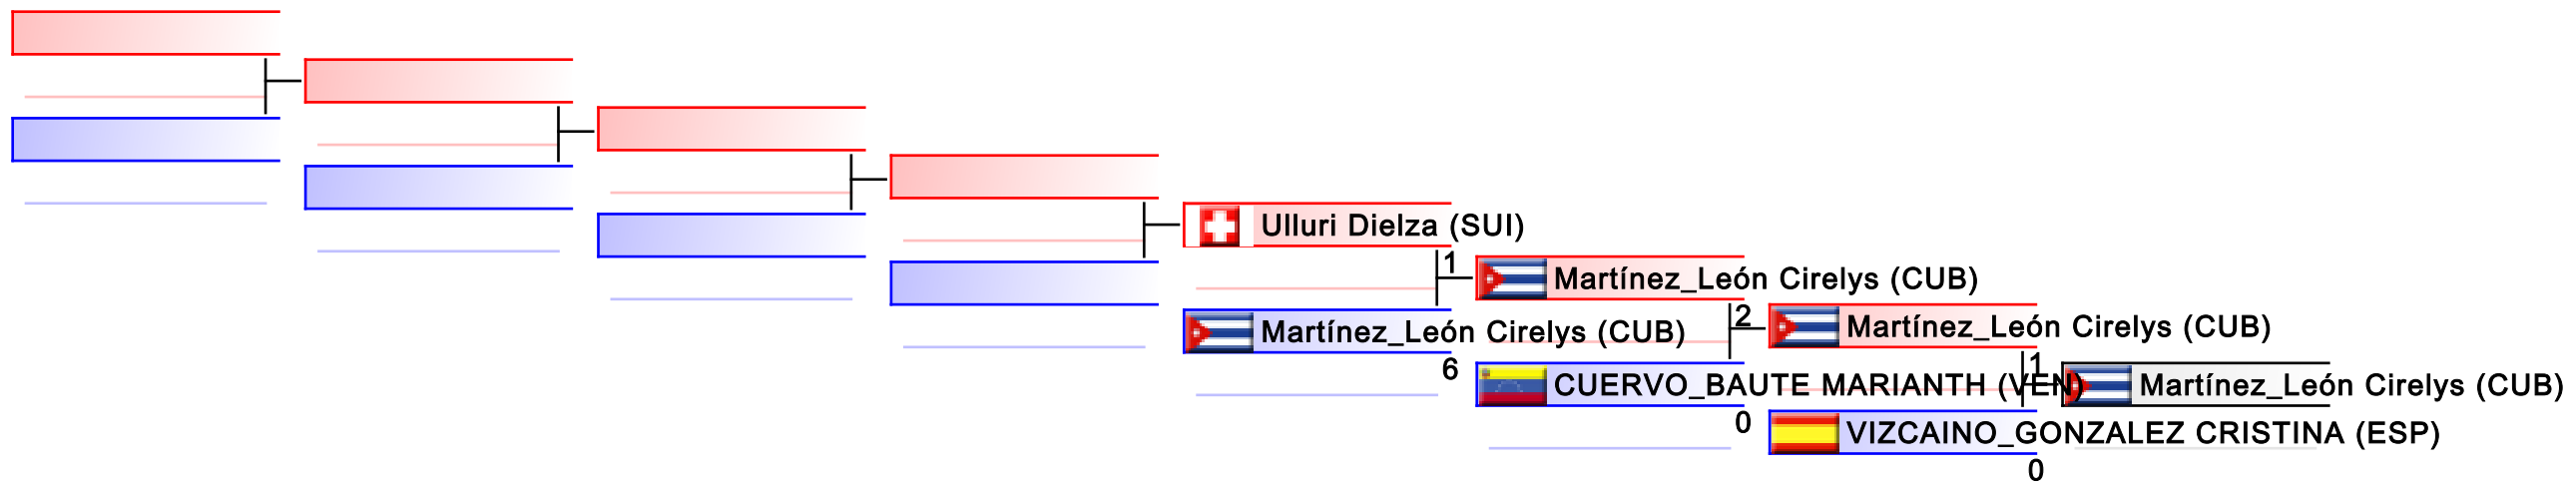 Ulluri Dielza (SUI)
1
Martínez_León Cirelys (CUB)
Martínez_León Cirelys (CUB)
6
2
Martínez_León Cirelys (CUB)
CUERVO_BAUTE MARIANTH (VEN)
0
1
Martínez_León Cirelys (CUB)
VIZCAINO_GONZALEZ CRISTINA (ESP)
0